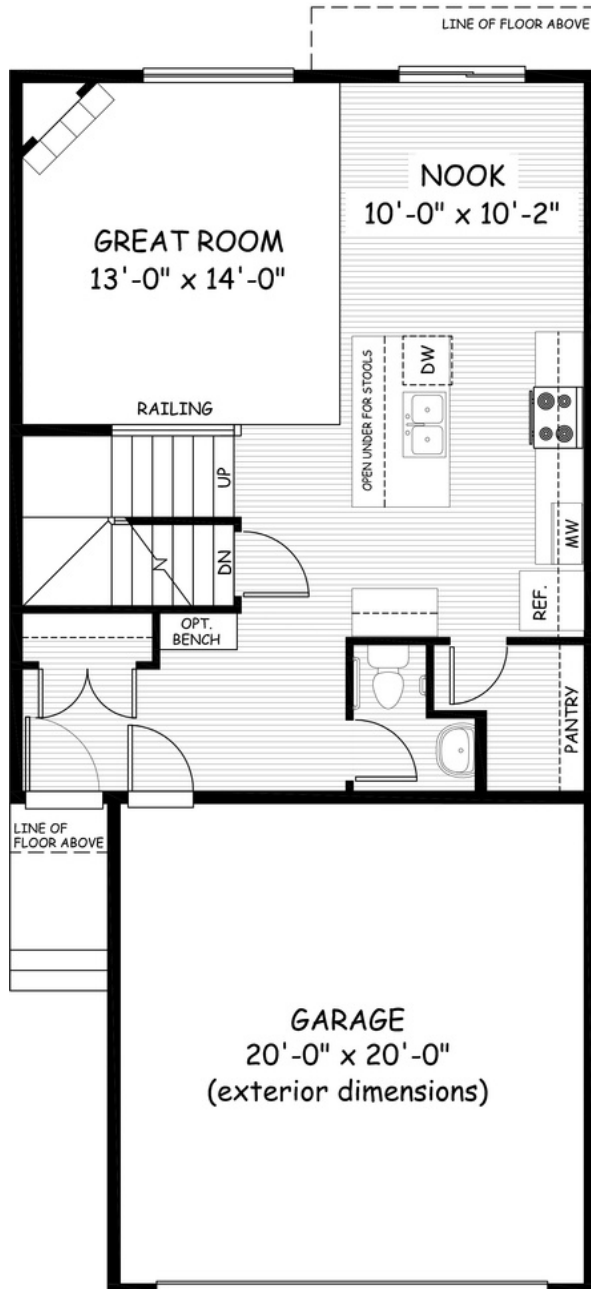 LINE OF FLOOR ABOVE
NOOK
10'-0" x 10'-2"
GREAT ROOM
13'-0" x 14'-0"
RAILING
OPEN UNDER FOR STOOLS
DW
UP
DN
MW
REF.
OPT.
BENCH
PANTRY
LINE OF
FLOOR ABOVE
GARAGE
20'-0" x 20'-0"
(exterior dimensions)